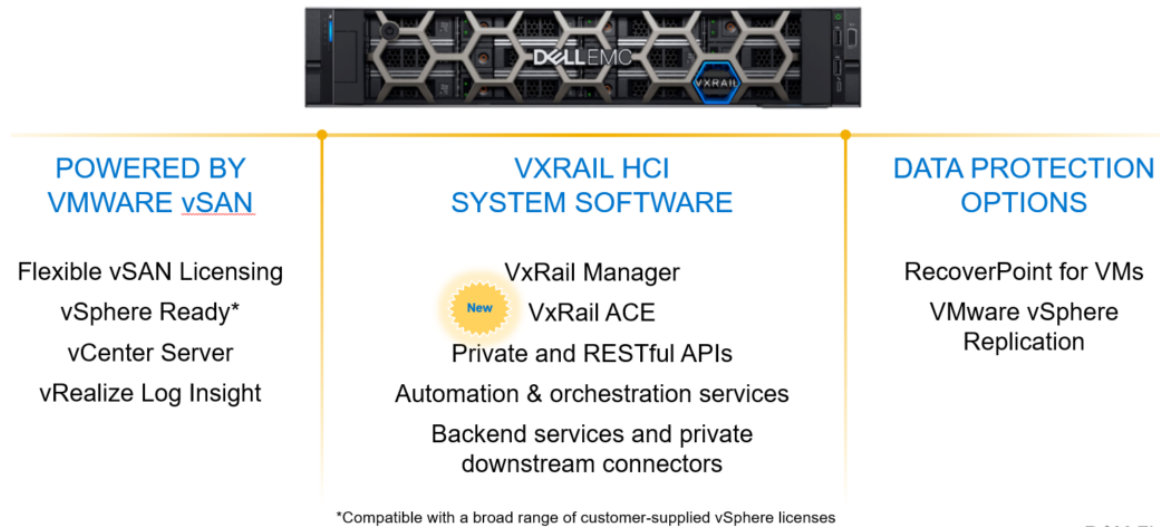 DELLEMC
VXRAIL
POWERED BY
VMWARE vSAN
Flexible vSAN Licensing
vSphere Ready*
vCenter Server
vRealize Log Insight
VXRAIL HCI
SYSTEM SOFTWARE
VxRail Manager
New
VxRail ACE
Private and RESTful APIs
Automation & orchestration services
Backend services and private
downstream connectors
DATA PROTECTION
OPTIONS
RecoverPoint for VMs
VMware vSphere
Replication
*Compatible with a broad range of customer-supplied vSphere licenses